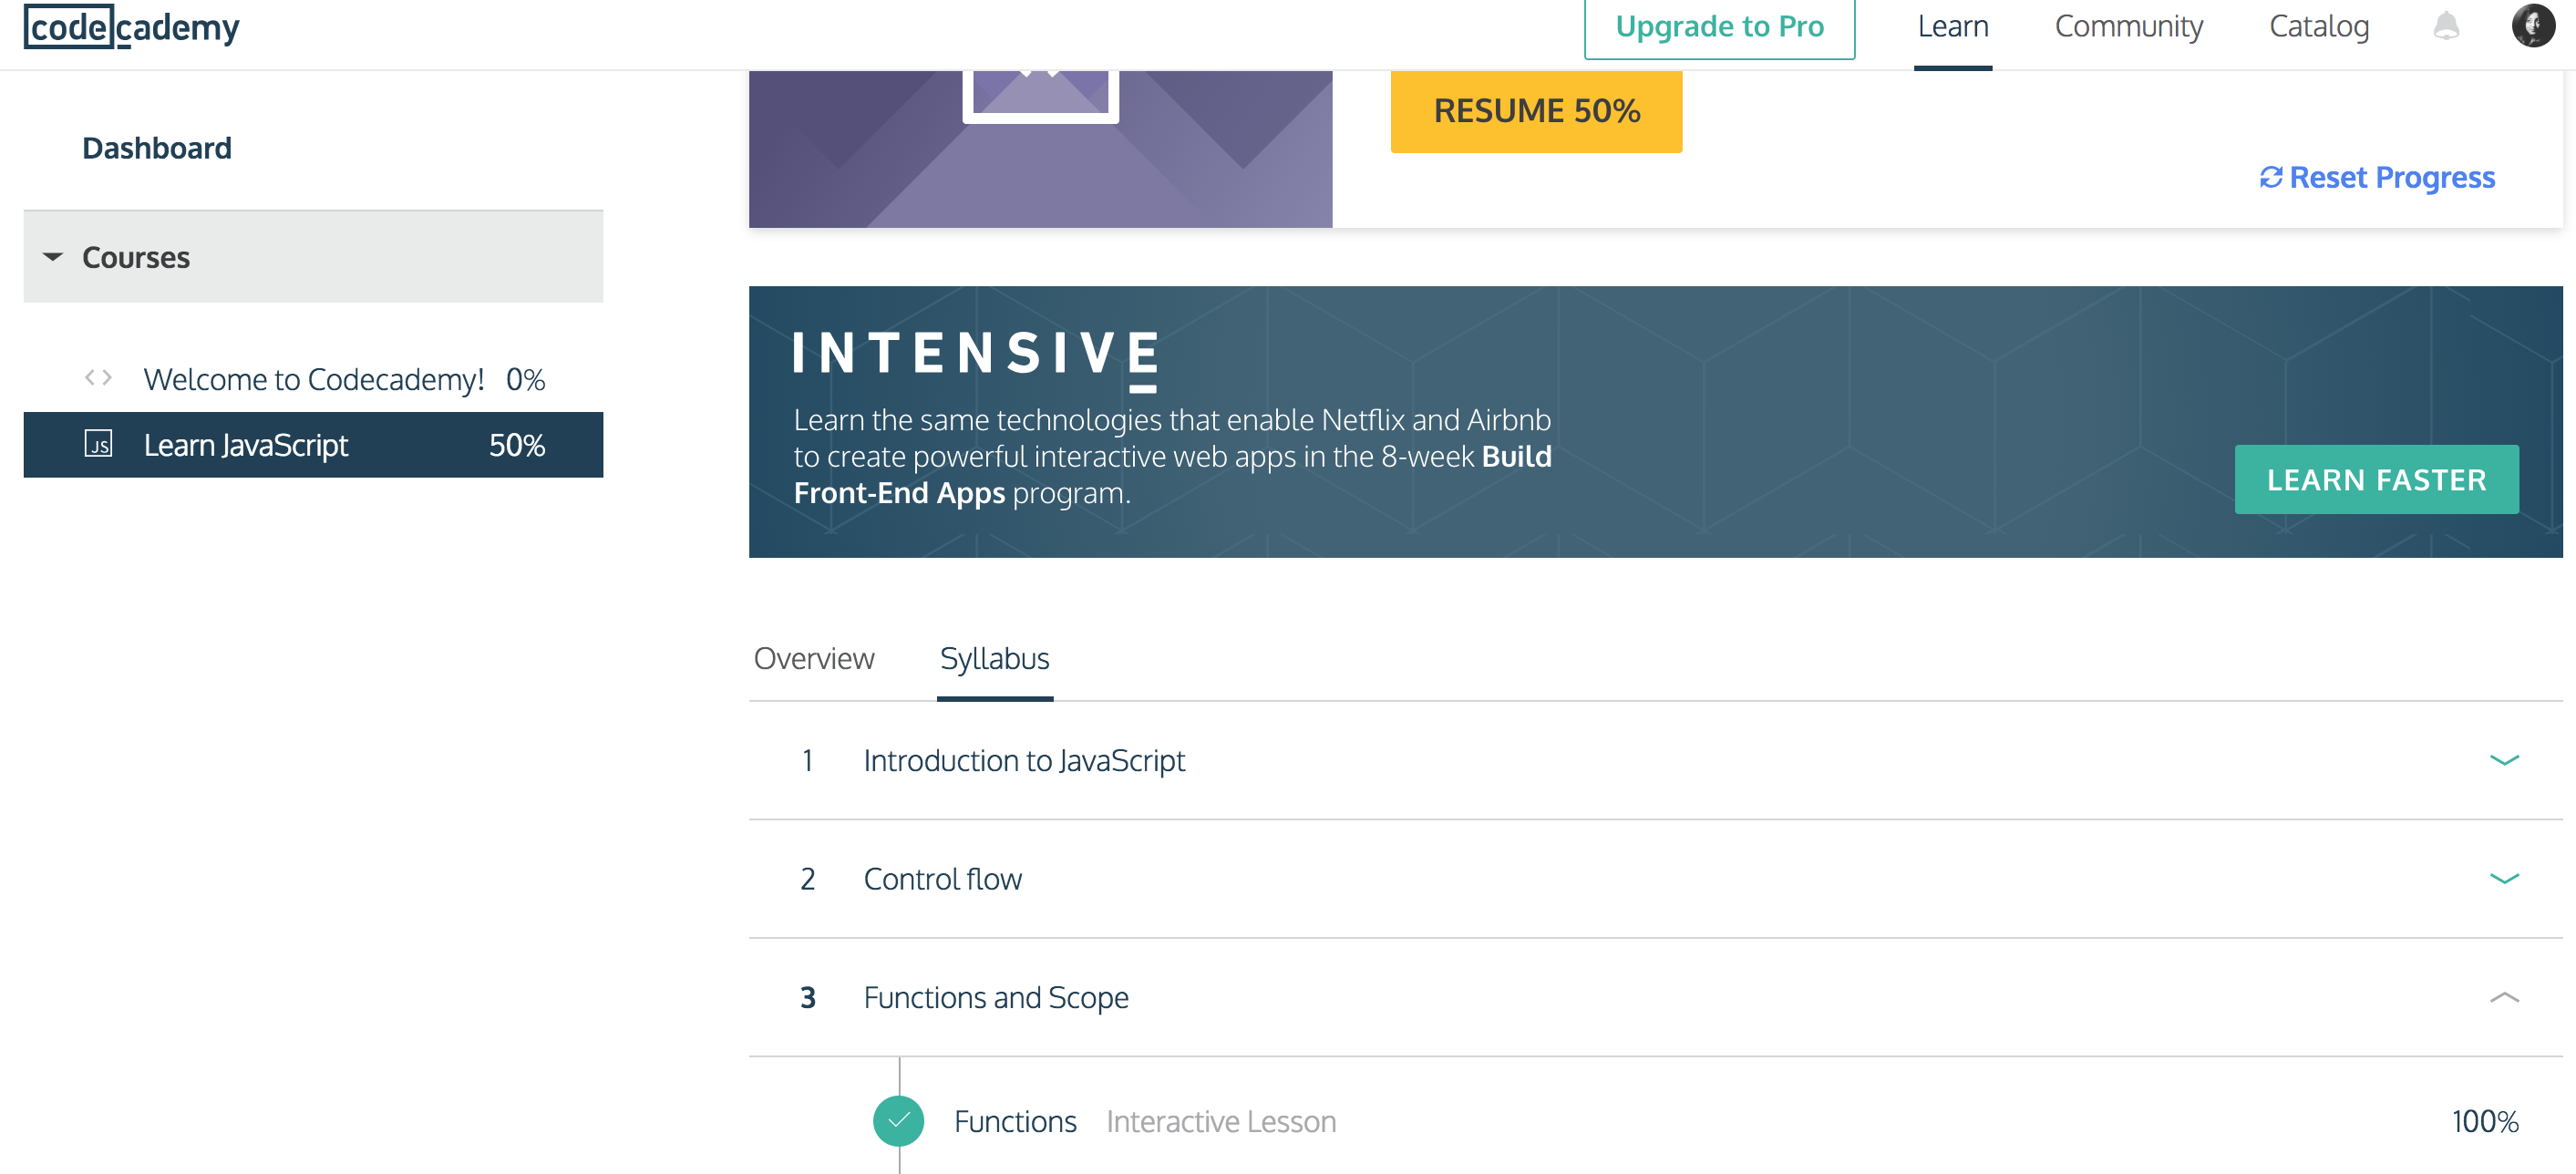 codecademy
Upgrade to Pro
Learn
Community
Catalog
Dashboard
Courses
Welcome to Codecademy! 0%
JS Learn JavaScript 50%
RESUME 50%
Reset Progress
INTENSIVE
Learn the same technologies that enable Netflix and Airbnb
to create powerful interactive web apps in the 8-week Build
Front-End Apps program.
LEARN FASTER
Overview
Syllabus
1 Introduction to JavaScript
2 Control flow
3 Functions and Scope
Functions Interactive Lesson 100%